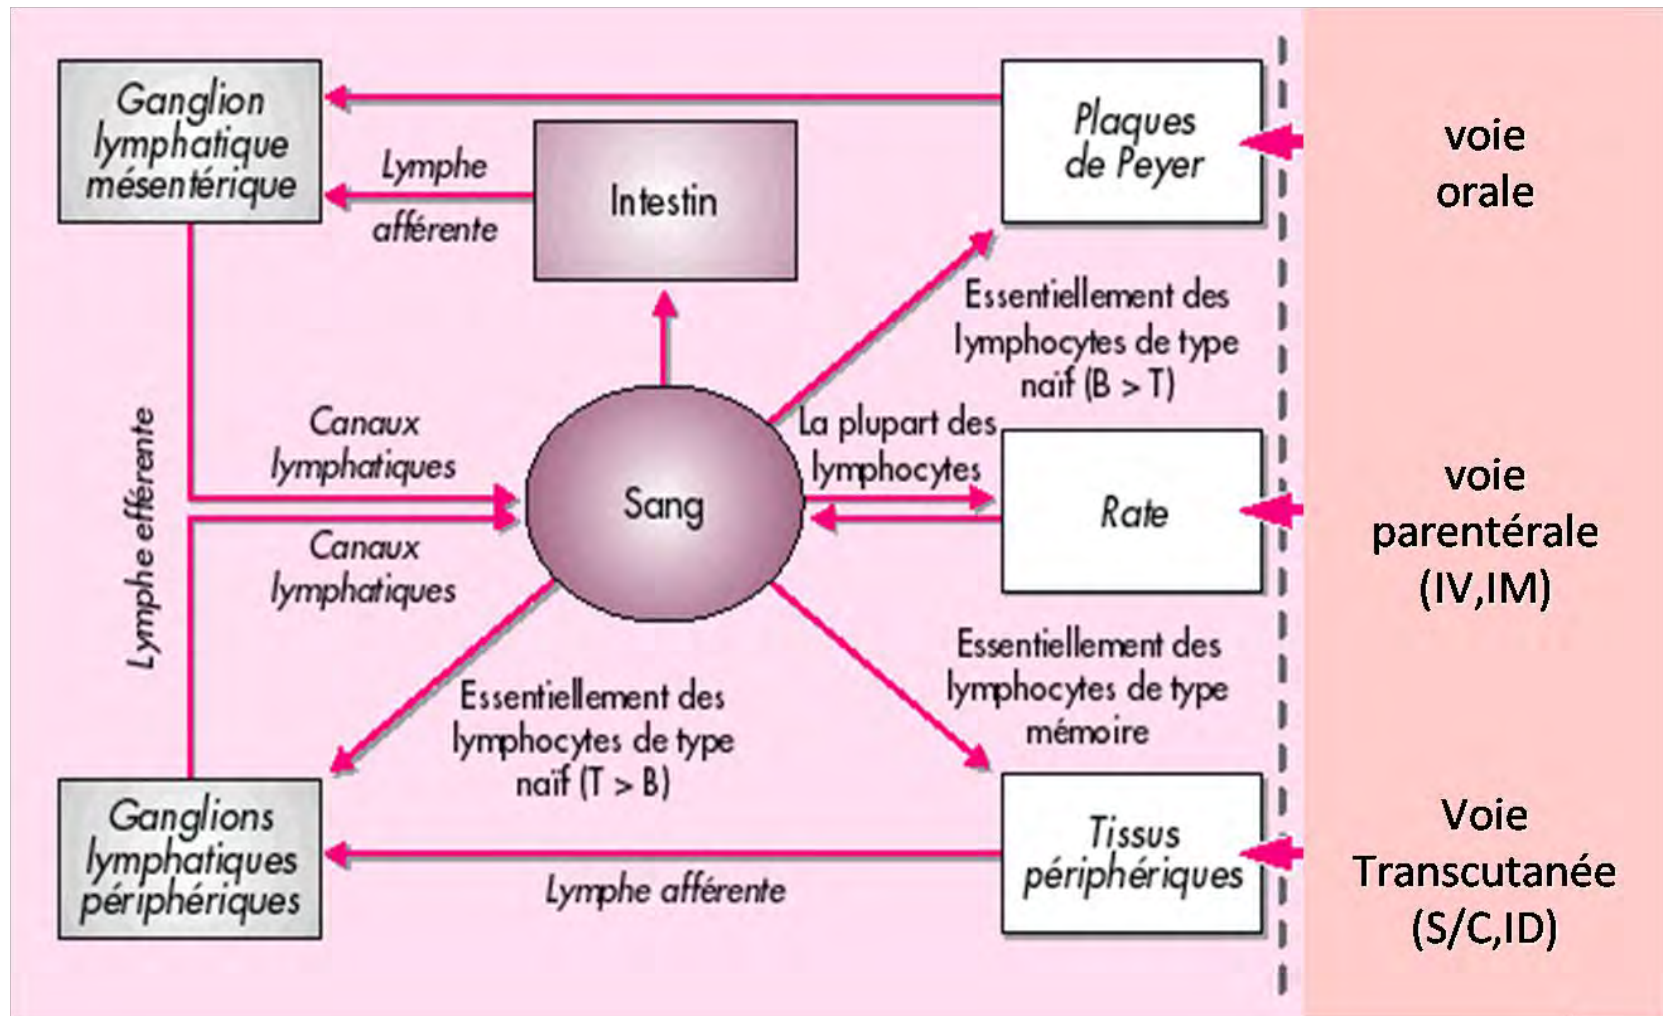 Ganglion
lymphatique
mésentérique
Lymphe
afférente
Intestin
Plaques
de Peyer
voie
orale
Essentiellement des
lymphocytes de type
naïf (B > T)
Lymphe efférente
Canaux
lymphatiques
Canaux
lymphatiques
Sang
La plupart des
lymphocytes
Rate
voie
parentérale
(IV,IM)
Essentiellement des
lymphocytes de type
naïf (T > B)
Essentiellement des
lymphocytes de type
mémoire
Ganglions
lymphatiques
périphériques
Lymphe afférente
Tissus
périphériques
Voie
Transcutanée
(S/C,ID)